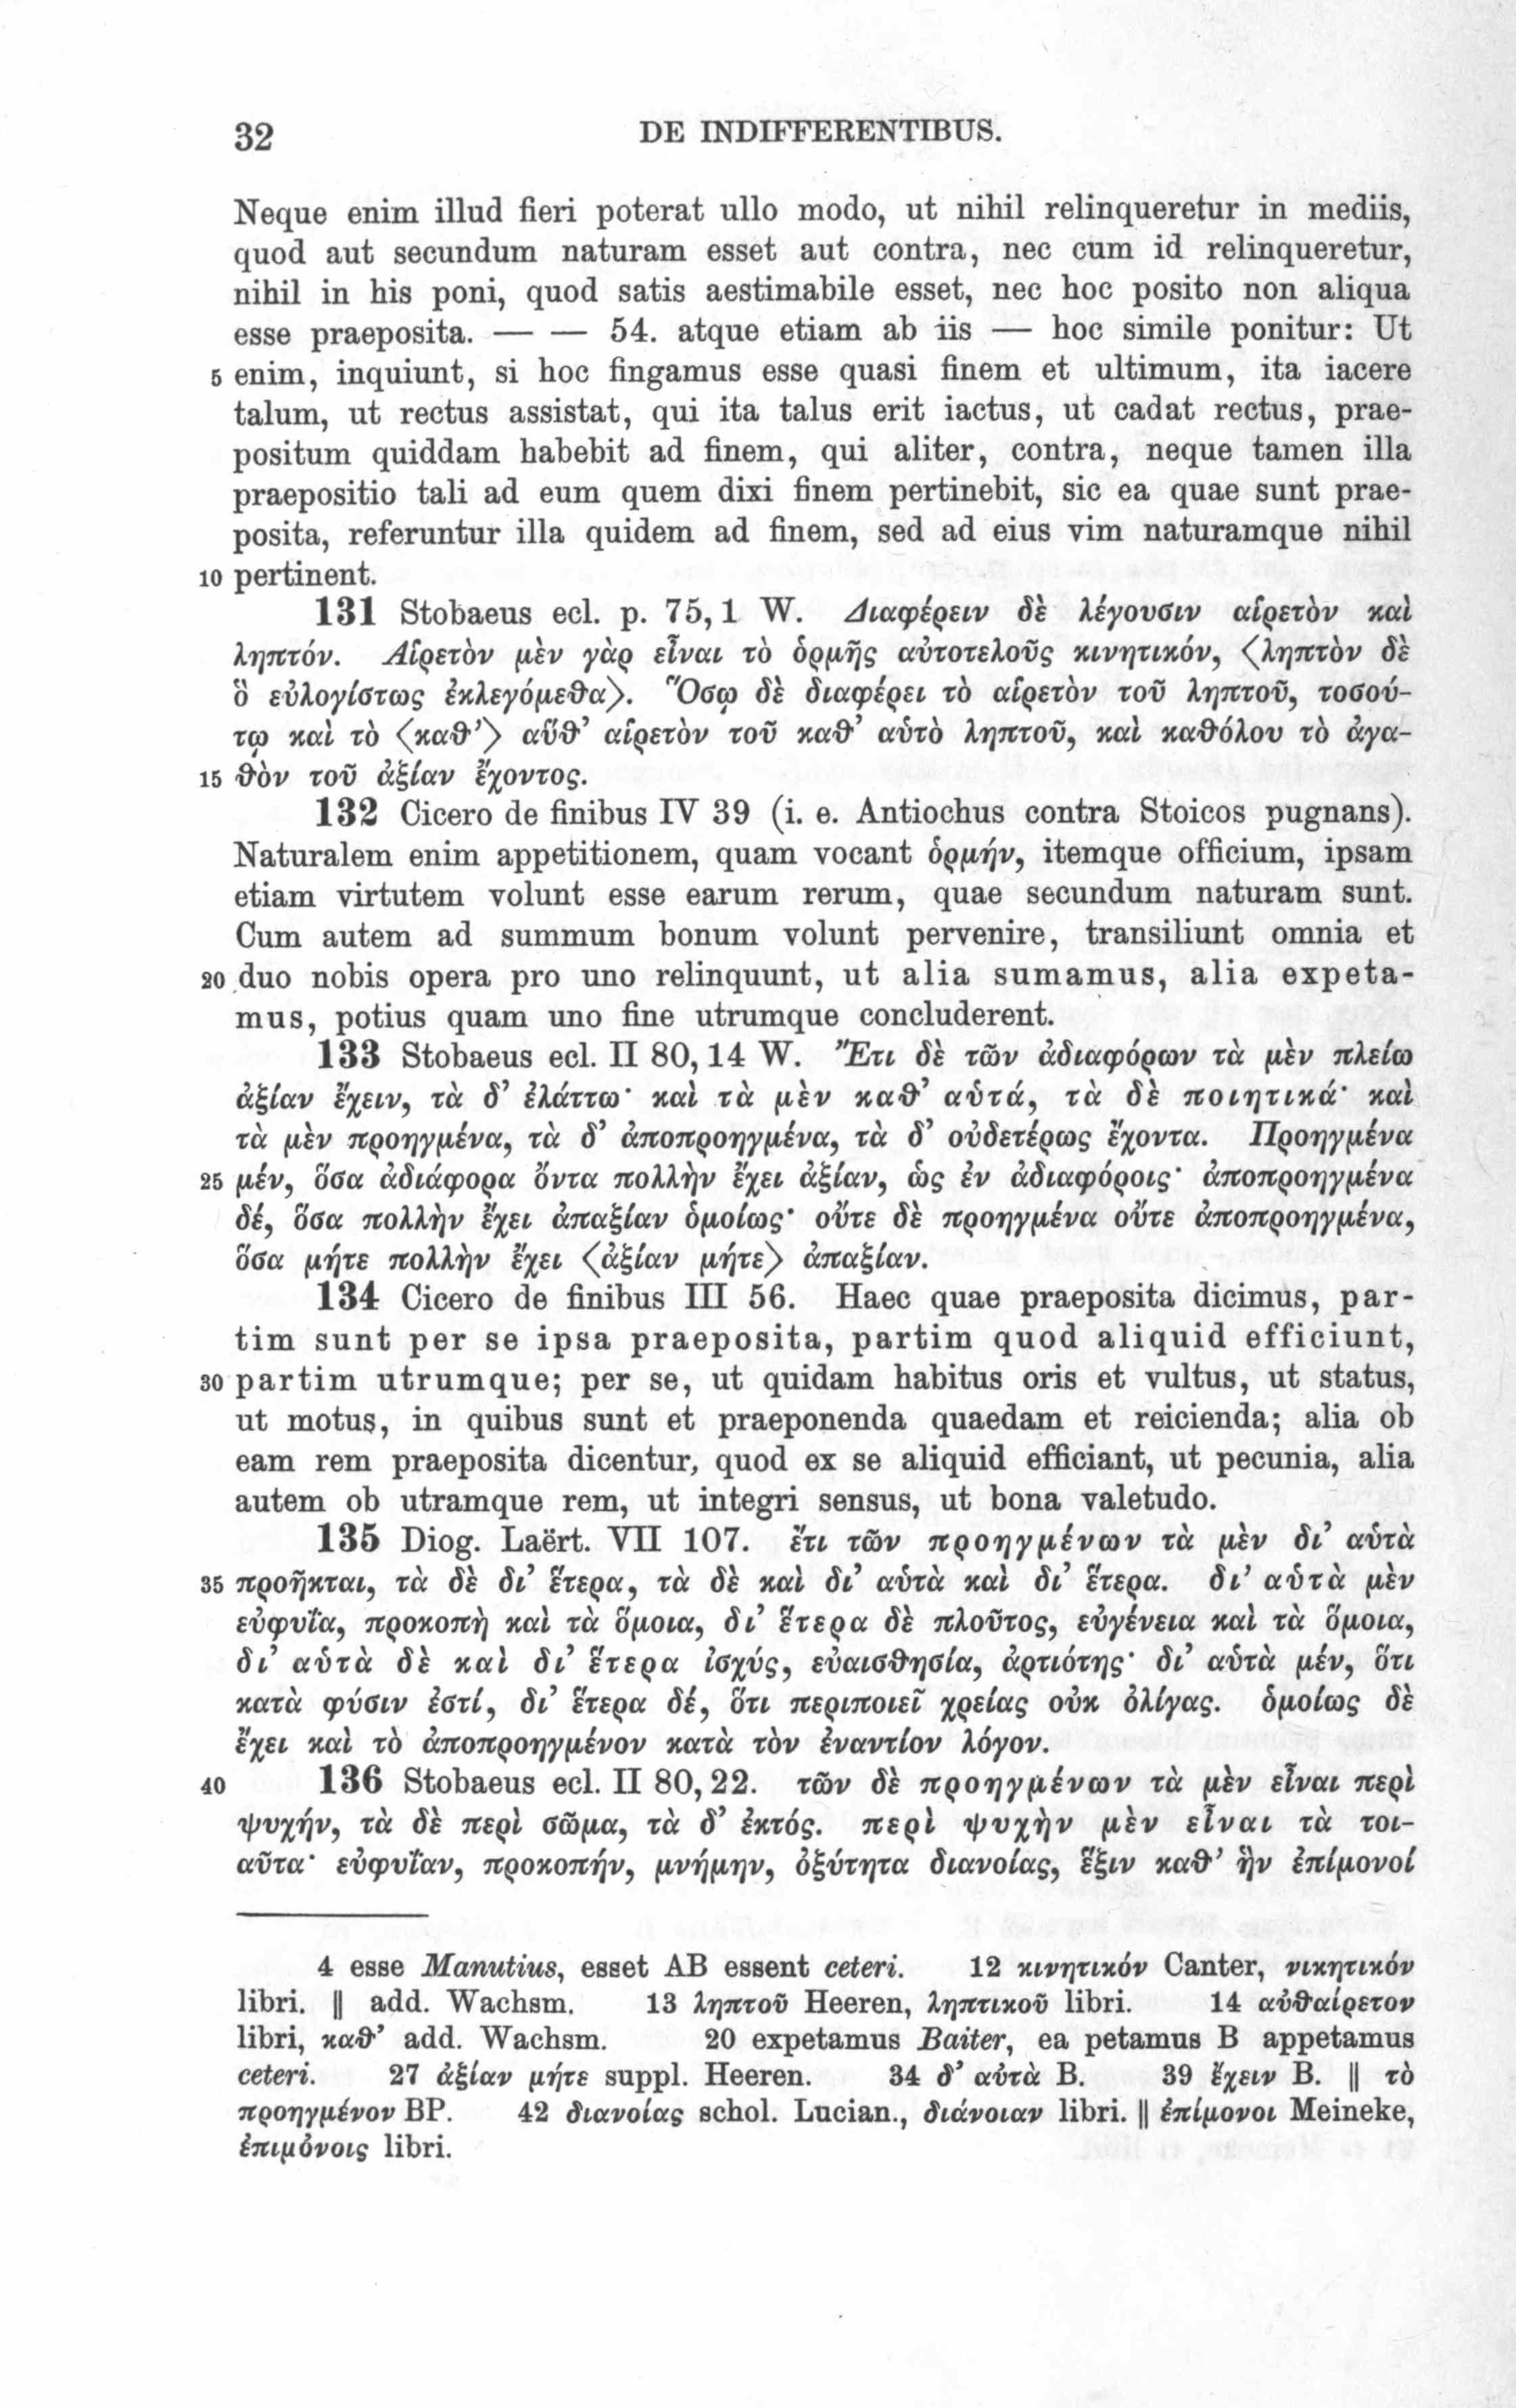 32 DE INDIFFERENTIBUS.
Neque enim illud fieri poterat ullo modo, ut nihil relinqueretur in mediis,
quod aut secundum naturam esset aut contra, nec cum id relinqueretur,
nihil in his poni, quod satis aestimabile esset, nec hoc posito non aliqua
esse praeposita. — — 54. atque etiam ab iis — hoc simile ponitur: Ut
5 enim, inquiunt, si hoc fingamus esse quasi finem et ultimum, ita iacere
talum, ut rectus assistat, qui ita talus erit iactus, ut cadat rectus, prae-
positum quiddam habebit ad finem, qui aliter, contra, neque tamen illa
praepositio tali ad eum quem dixi finem pertinebit, sic ea quae sunt prae-
posita, referuntur illa quidem ad finem, sed ad eius vim naturamque nihil
10 pertinent.
131 Stobaeus ecl. p. 75,1 W. Διαφέρειν δὲ λέγουσιν αἱρετὸν καὶ
ληπτόν. Αἱρετὸν μὲν γὰρ εἶναι τὸ ὁρμῆς αὐτοτελοῦς κινητικόν, ⟨ληπτὸν δὲ
ὃ εὐλογίστως ἐκλεγόμεθα⟩. Ὅσῳ δὲ διαφέρει τὸ αἱρετὸν τοῦ ληπτοῦ, τοσού-
τῳ καὶ τὸ ⟨καθ’⟩ αὕθ’ αἱρετὸν τοῦ καθ’ αὑτὸ ληπτοῦ, καὶ καθόλου τὸ ἀγα-
15 θὸν τοῦ ἀξίαν ἔχοντος.
132 Cicero de finibus IV 39 (i. e. Antiochus contra Stoicos pugnans).
Naturalem enim appetitionem, quam vocant ὁρμήν, itemque officium, ipsam
etiam virtutem volunt esse earum rerum, quae secundum naturam sunt.
Cum autem ad summum bonum volunt pervenire, transiliunt omnia et
20 duo nobis opera pro uno relinquunt, ut alia sumamus, alia expeta-
mus, potius quam uno fine utrumque concluderent.
133 Stobaeus ecl. II 80,14 W. Ἔτι δὲ τῶν ἀδιαφόρων τὰ μὲν πλείω
ἀξίαν ἔχειν, τὰ δ’ ἐλάττω· καὶ τὰ μὲν καθ’ αὑτά, τὰ δὲ ποιητικά· καὶ
τὰ μὲν προηγμένα, τὰ δ’ ἀποπροηγμένα, τὰ δ’ οὐδετέρως ἔχοντα. Προηγμένα
25 μέν, ὅσα ἀδιάφορα ὄντα πολλὴν ἔχει ἀξίαν, ὡς ἐν ἀδιαφόροις· ἀποπροηγμένα
δέ, ὅσα πολλὴν ἔχει ἀπαξίαν ὁμοίως· οὔτε δὲ προηγμένα οὔτε ἀποπροηγμένα,
ὅσα μήτε πολλὴν ἔχει ⟨ἀξίαν μήτε⟩ ἀπαξίαν.
134 Cicero de finibus III 56. Haec quae praeposita dicimus, par-
tim sunt per se ipsa praeposita, partim quod aliquid efficiunt,
30 partim utrumque; per se, ut quidam habitus oris et vultus, ut status,
ut motus, in quibus sunt et praeponenda quaedam et reicienda; alia ob
eam rem praeposita dicentur, quod ex se aliquid efficiant, ut pecunia, alia
autem ob utramque rem, ut integri sensus, ut bona valetudo.
135 Diog. Laërt. VII 107. ἔτι τῶν προηγμένων τὰ μὲν δι’ αὑτὰ
35 προῆκται, τὰ δὲ δι’ ἕτερα, τὰ δὲ καὶ δι’ αὑτὰ καὶ δι’ ἕτερα. δι’ αὑτὰ μὲν
εὐφυΐα, προκοπὴ καὶ τὰ ὅμοια, δι’ ἕτερα δὲ πλοῦτος, εὐγένεια καὶ τὰ ὅμοια,
δι’ αὑτὰ δὲ καὶ δι’ ἕτερα ἰσχύς, εὐαισθησία, ἀρτιότης· δι’ αὑτὰ μέν, ὅτι
κατὰ φύσιν ἐστί, δι’ ἕτερα δέ, ὅτι περιποιεῖ χρείας οὐκ ὀλίγας. ὁμοίως δὲ
ἔχει καὶ τὸ ἀποπροηγμένον κατὰ τὸν ἐναντίον λόγον.
40 136 Stobaeus ecl. II 80,22. τῶν δὲ προηγμένων τὰ μὲν εἶναι περὶ
ψυχήν, τὰ δὲ περὶ σῶμα, τὰ δ’ ἐκτός. περὶ ψυχὴν μὲν εἶναι τὰ τοι-
αῦτα· εὐφυΐαν, προκοπήν, μνήμην, ὀξύτητα διανοίας, ἕξιν καθ’ ἣν ἐπίμονοί
4 esse Manutius, esset AB essent ceteri. 12 κινητικόν Canter, νικητικόν
libri. || add. Wachsm. 13 ληπτοῦ Heeren, ληπτικοῦ libri. 14 αὐθαίρετον
libri, καθ’ add. Wachsm. 20 expetamus Baiter, ea petamus B appetamus
ceteri. 27 ἀξίαν μήτε suppl. Heeren. 34 δ’ αὐτὰ B. 39 ἔχειν B. || τὸ
προηγμένον BP. 42 διανοίας schol. Lucian., διάνοιαν libri. || ἐπίμονοι Meineke,
ἐπιμόνοις libri.